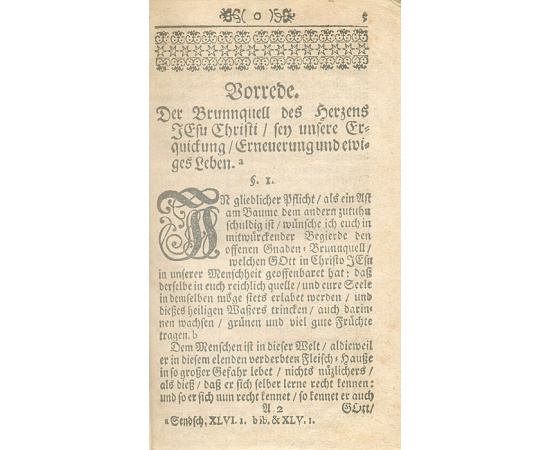 ( o ) 5
Vorrede.
Der Brunnquell des Herzens
JEsu Christi / sey unsere Er-
quickung / Erneuerung und ewi-
ges Leben. a
§. 1.
IN gliedlicher Pflicht / als ein Ast
am Baume dem andern zuthun
schuldig ist / wünsche ich euch in
mitwürckender Begierde den
offenen Gnaden-Brunnquell /
welchen GOtt in Christo JEsu
in unserer Menschheit geoffenbaret hat: daß
derselbe in euch reichlich quelle / und eure Seele
in demselben möge stets erlabet werden / und
dießes heiligen Waßers trincken / auch darin-
nen wachsen / grünen und viel gute Früchte
tragen. b
Dem Menschen ist in dieser Welt / aldieweil
er in diesem elenden verderbten Fleisch-Hauße
in so großer Gefahr lebet / nichts nüzlichers /
als dieß / daß er sich selber lerne recht kennen:
und so er sich nun recht kennet / so kennet er auch
A 2 GOtt /
a Sendsch. XLVI. 1. b ib. & XLV. 1.